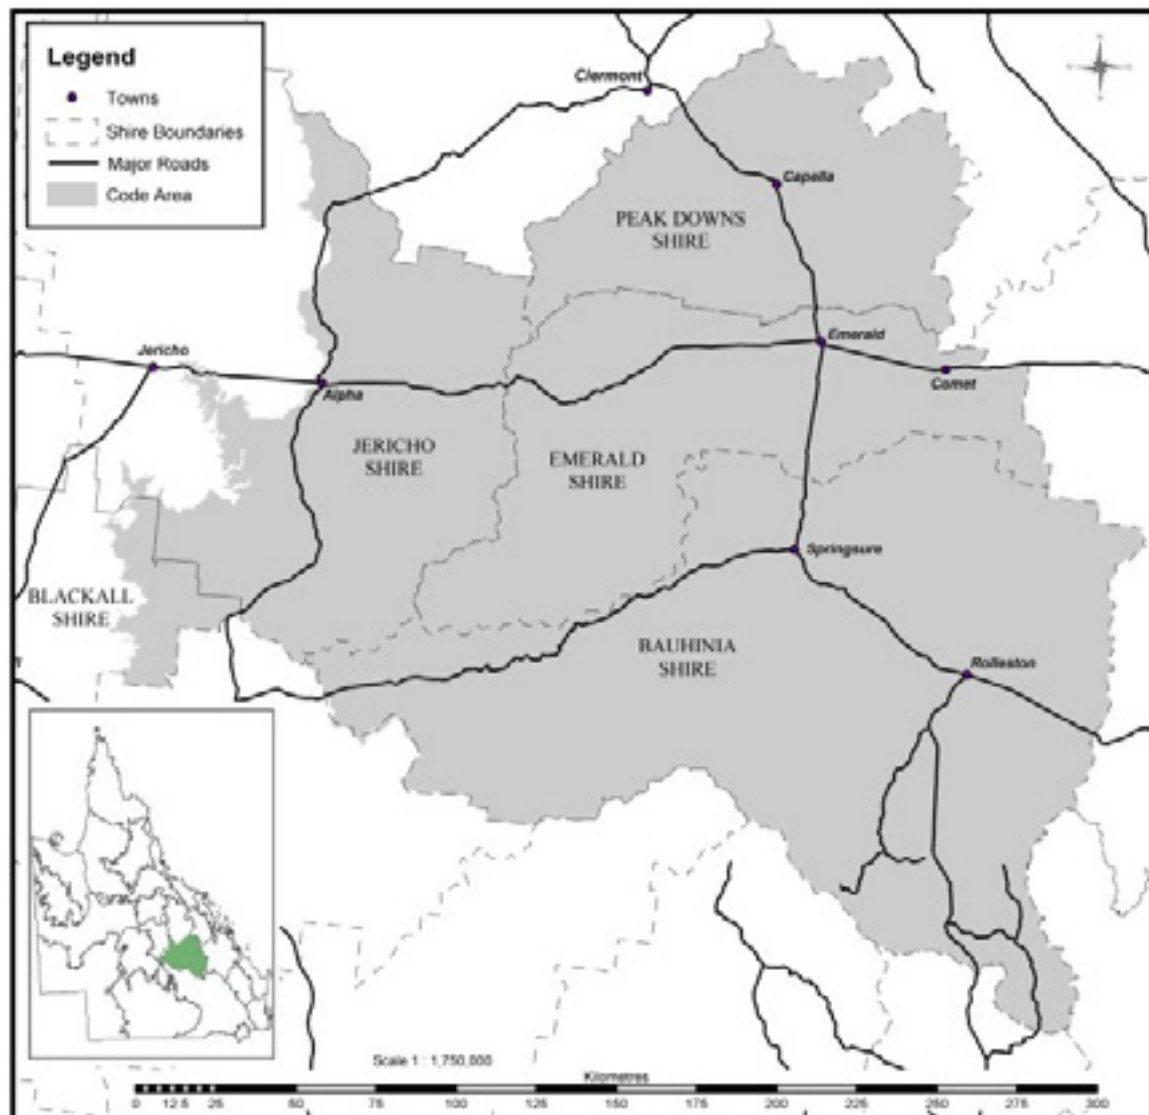 Legend
Towns
Shire Boundaries
Major Roads
Code Area
Clermont
Capella
PEAK DOWNS
SHIRE
Jericho
Emerald
Alpha
Comet
JERICHO
SHIRE
EMERALD
SHIRE
Springsure
BLACKALL
SHIRE
BAUHINIA
SHIRE
Rolleston
Scale 1 : 1,750,000
Kilometres
0 12.5 25 50 75 100 125 150 175 200 225 250 275 300